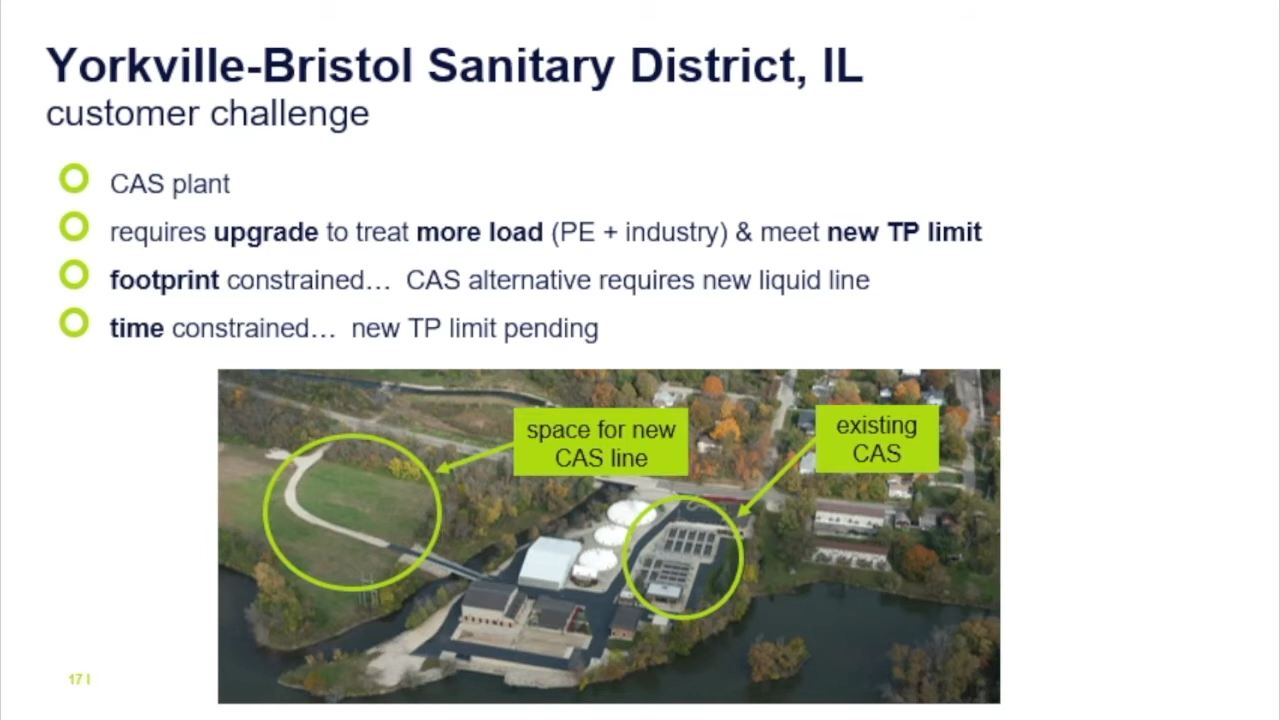 Yorkville-Bristol Sanitary District, IL
customer challenge
CAS plant
requires upgrade to treat more load (PE + industry) & meet new TP limit
footprint constrained… CAS alternative requires new liquid line
time constrained… new TP limit pending
space for new
CAS line
existing
CAS
17 I